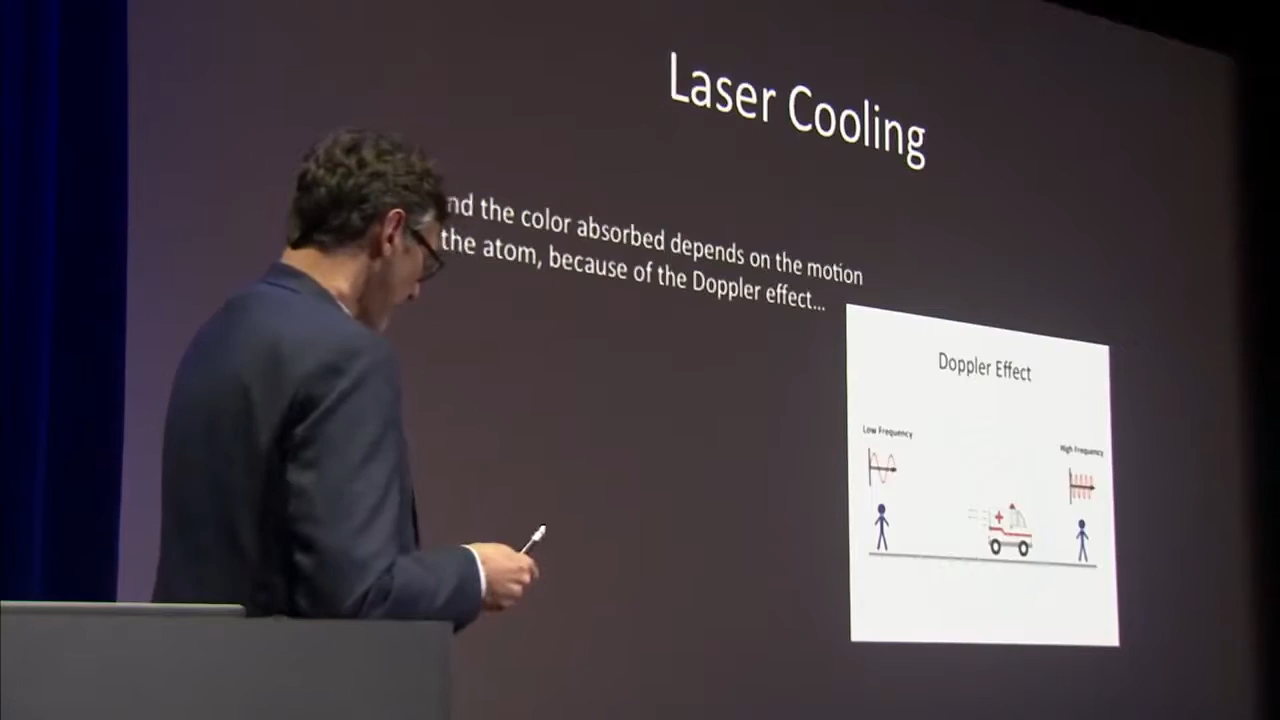 Laser Cooling
nd the color absorbed depends on the motion
the atom, because of the Doppler effect...
Doppler Effect
Low Frequency
High Frequency